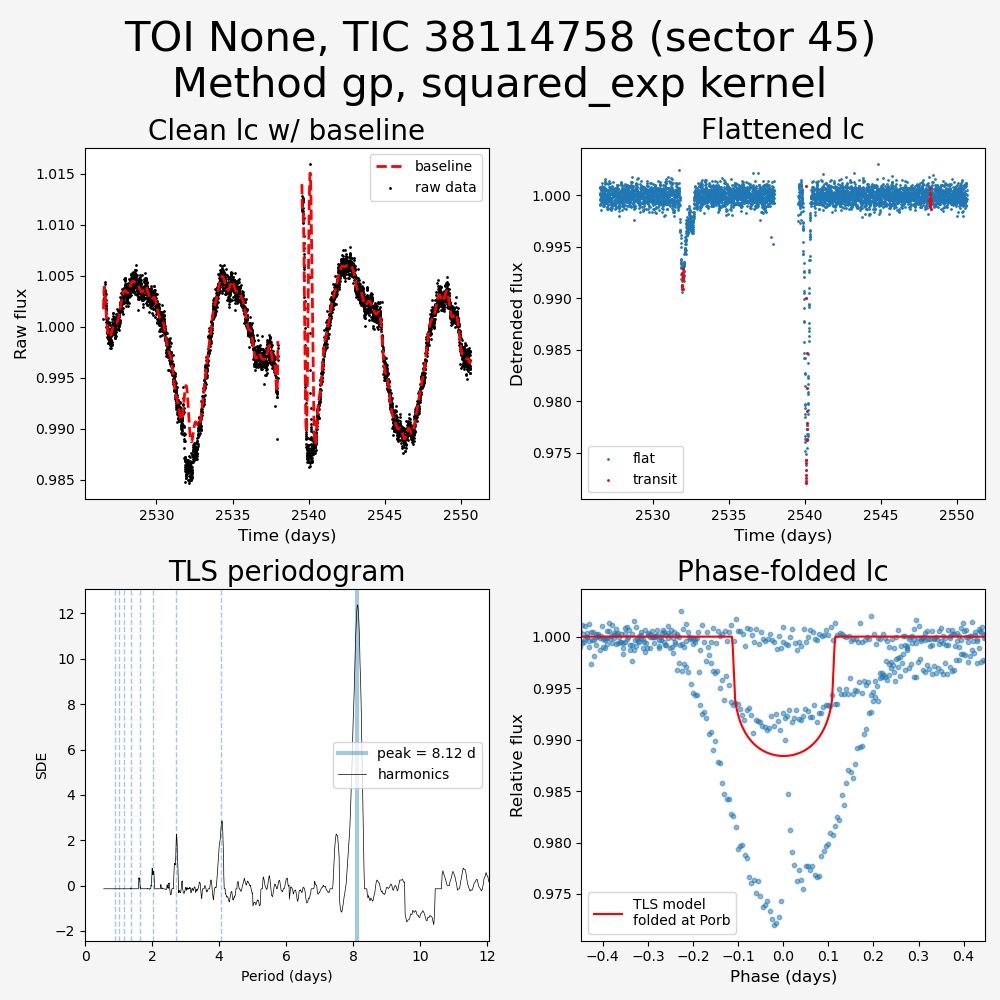 TOI None, TIC 38114758 (sector 45)
Method gp, squared_exp kernel
Clean lc w/ baseline
Raw flux
1.015
1.010
1.005
1.000
0.995
0.990
0.985
baseline
raw data
2530
2535
2540
2545
2550
Time (days)
Flattened lc
Detrended flux
1.000
0.995
0.990
0.985
0.980
0.975
flat
transit
2530
2535
2540
2545
2550
Time (days)
TLS periodogram
SDE
12
10
8
6
4
2
0
−2
peak = 8.12 d
harmonics
0
2
4
6
8
10
12
Period (days)
Phase-folded lc
Relative flux
1.000
0.995
0.990
0.985
0.980
0.975
TLS model
folded at Porb
−0.4
−0.3
−0.2
−0.1
0.0
0.1
0.2
0.3
0.4
Phase (days)